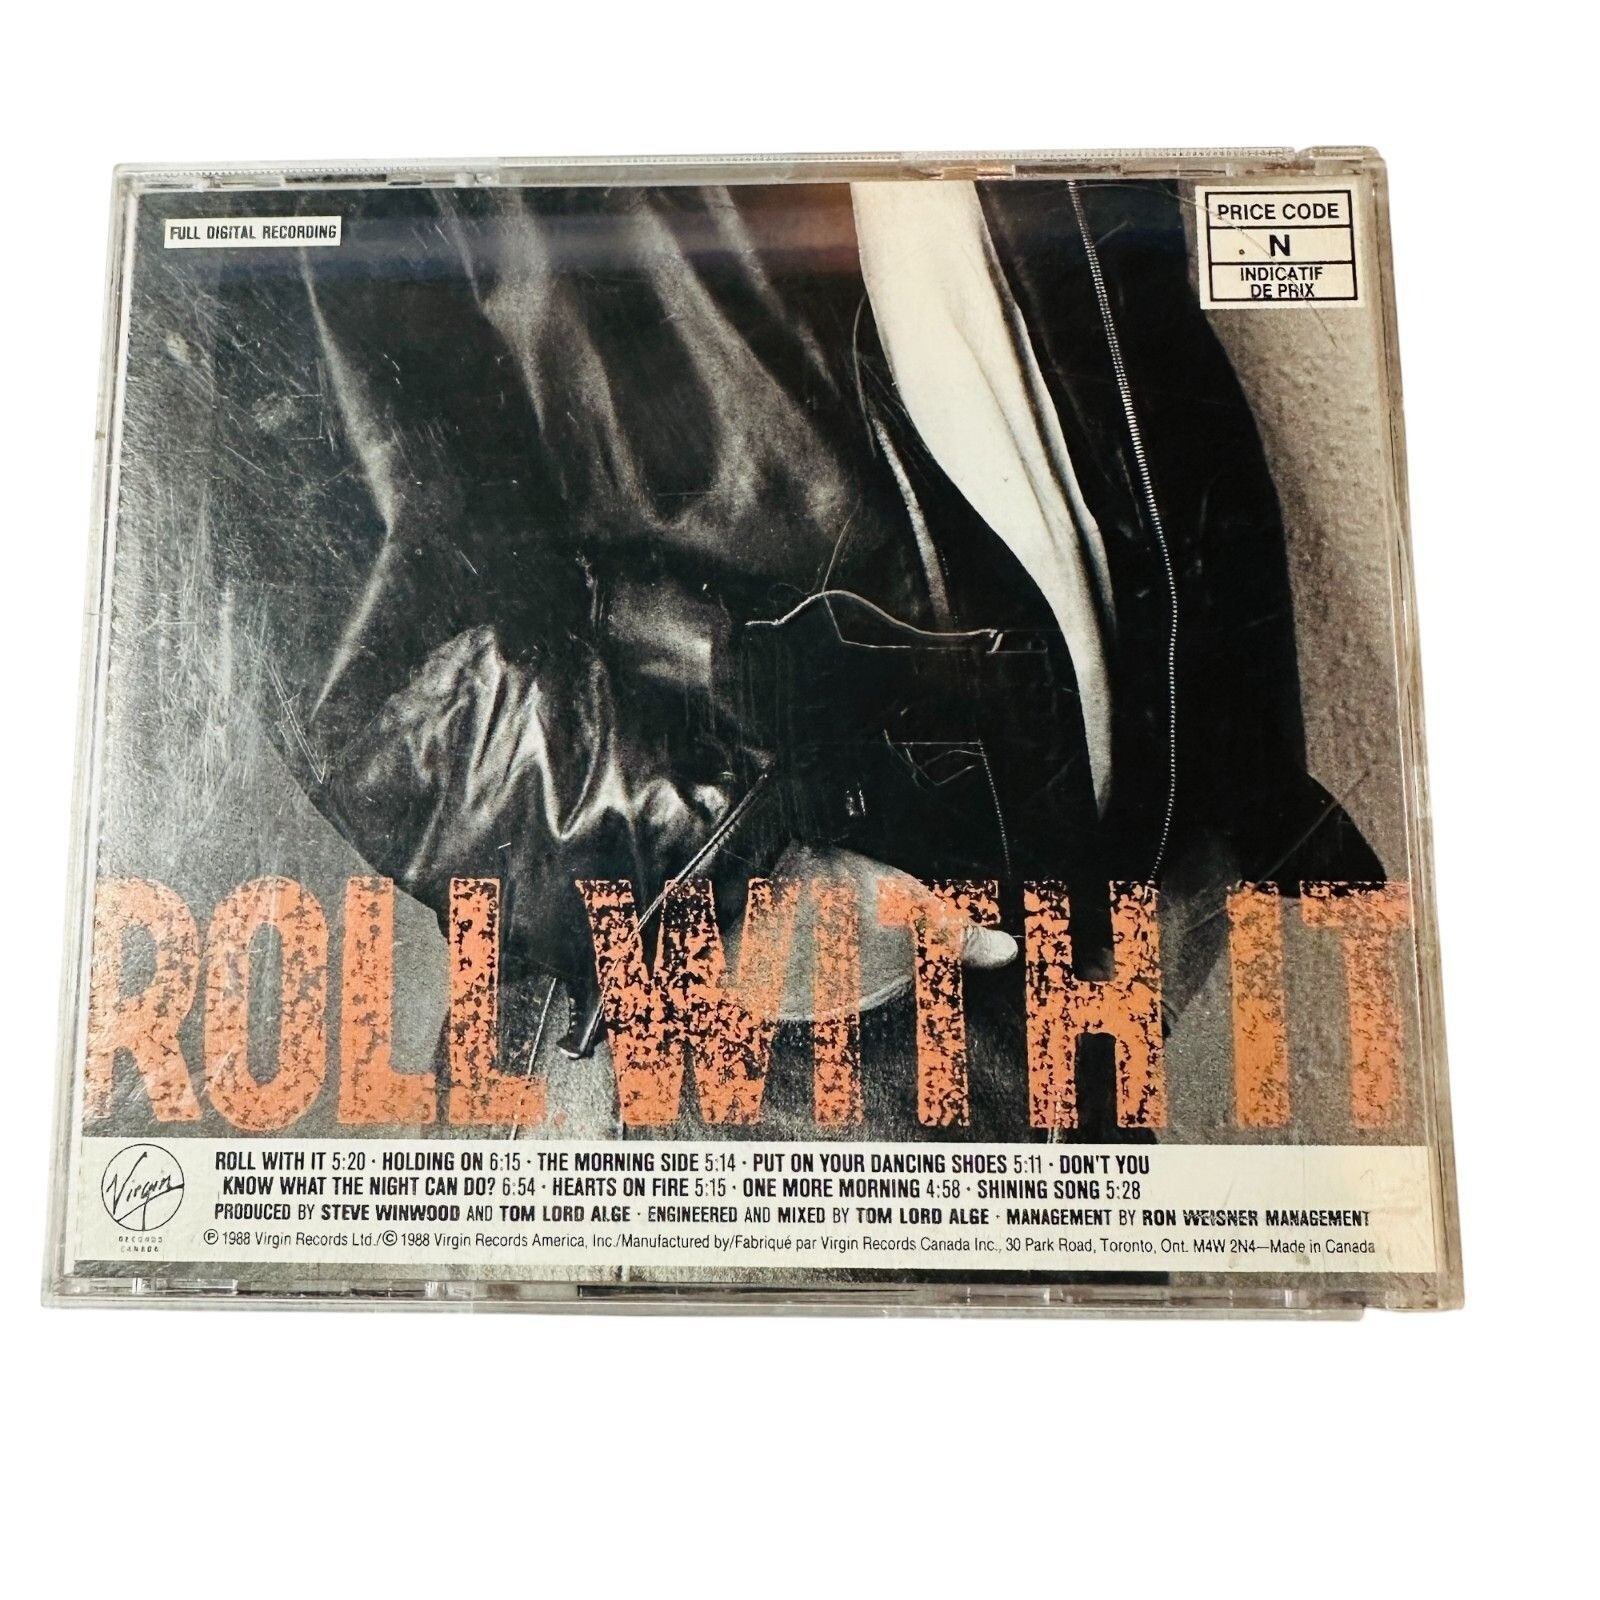 FULL DIGITAL RECORDING
PRICE CODE
N
INDICATIF
DE PRIX
ROLL WITH IT
Virgin
RECORDS
CANADA
ROLL WITH IT 5:20 · HOLDING ON 6:15 · THE MORNING SIDE 5:14 · PUT ON YOUR DANCING SHOES 5:11 · DON'T YOU
KNOW WHAT THE NIGHT CAN DO? 6:54 · HEARTS ON FIRE 5:15 · ONE MORE MORNING 4:58 · SHINING SONG 5:28
PRODUCED BY STEVE WINWOOD AND TOM LORD ALGE · ENGINEERED AND MIXED BY TOM LORD ALGE · MANAGEMENT BY RON WEISNER MANAGEMENT
℗ 1988 Virgin Records Ltd./© 1988 Virgin Records America, Inc./Manufactured by/Fabriqué par Virgin Records Canada Inc., 30 Park Road, Toronto, Ont. M4W 2N4—Made in Canada